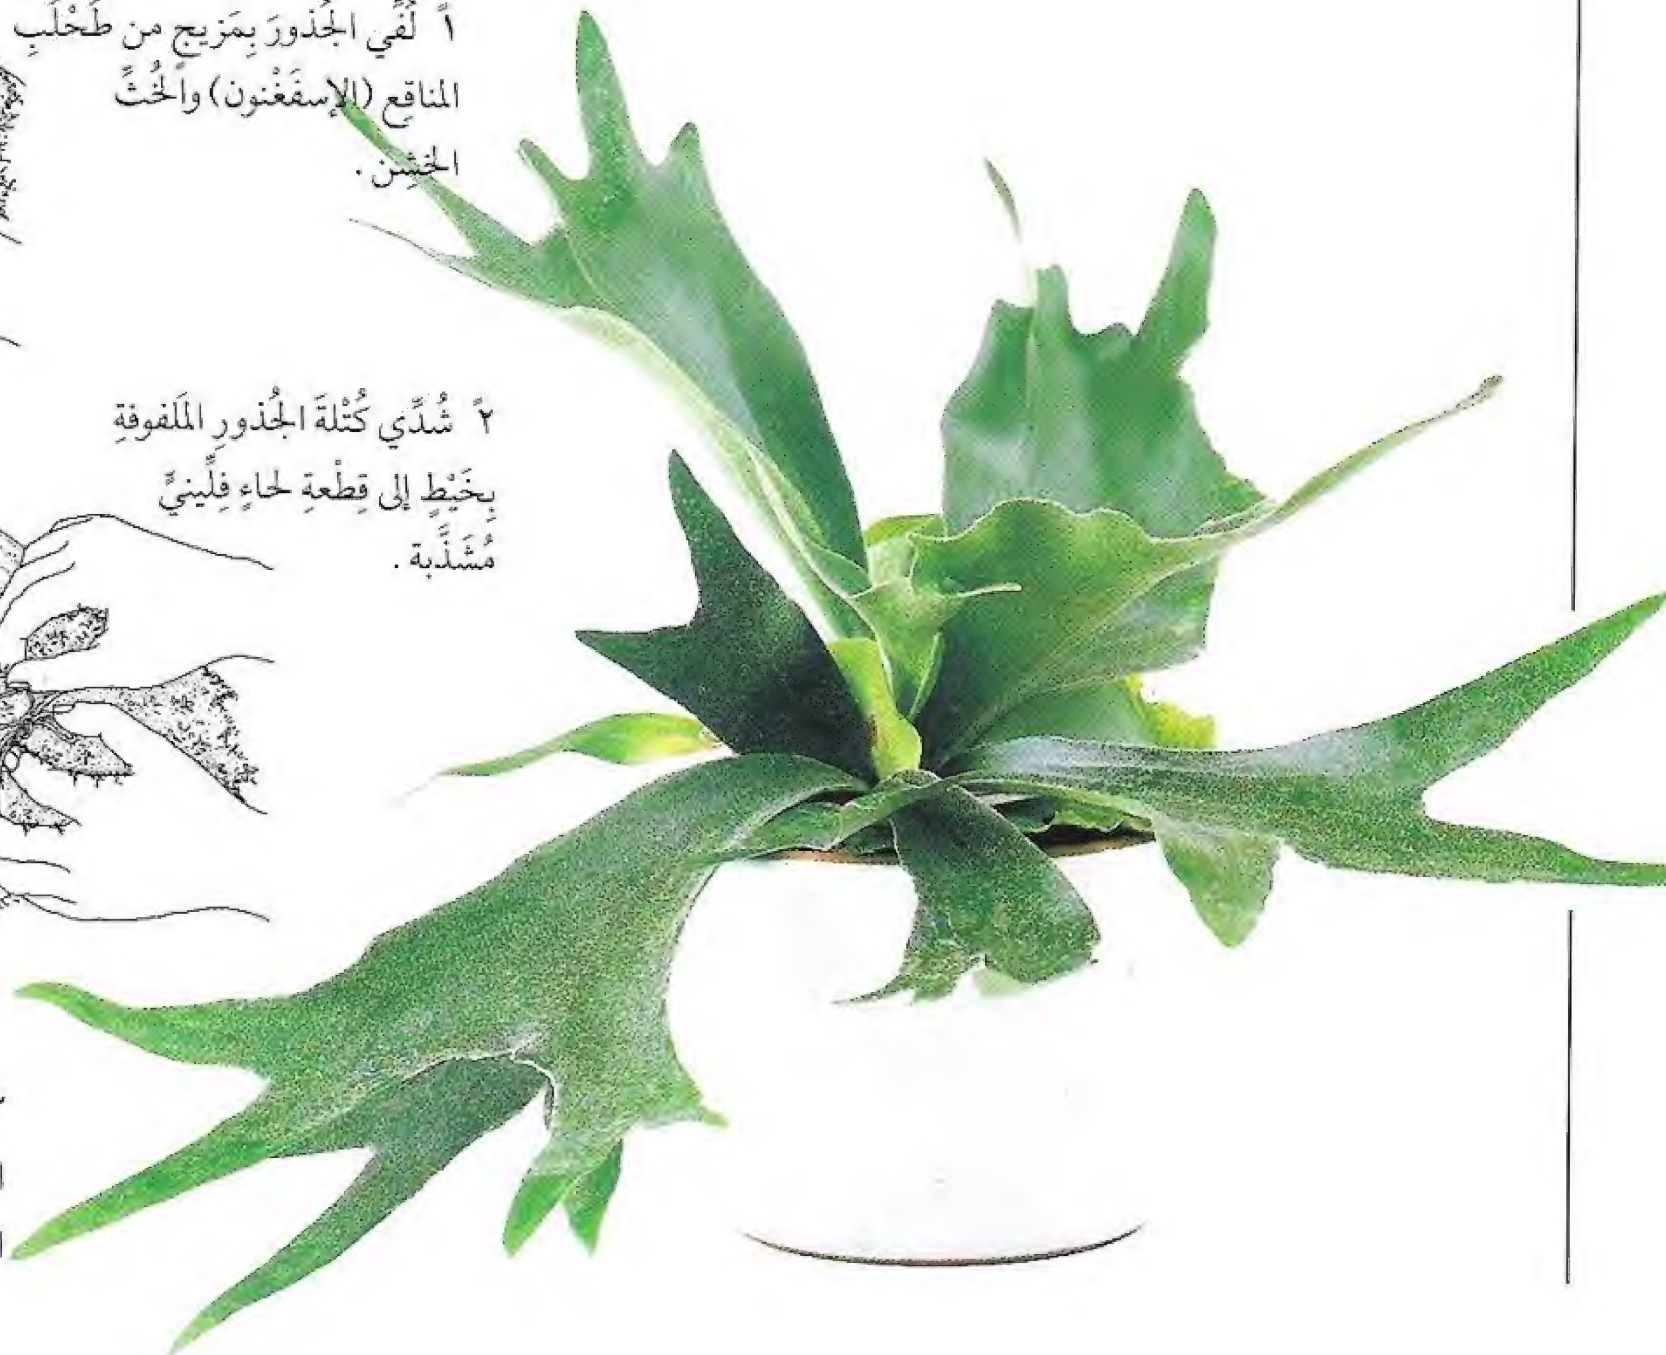 ١ً لُفِّي الجُذورَ بِمَزيجٍ من طَحْلَبِ
المناقِع (الإسفَغْنون) والخُثِّ
الخشِن .
٢ً شُدِّي كُتْلةَ الجُذورِ المَلفوفةِ
بِخَيْطٍ إلى قِطْعةِ لحاءٍ فِلِّينيٍّ
مُشَذَّبة .